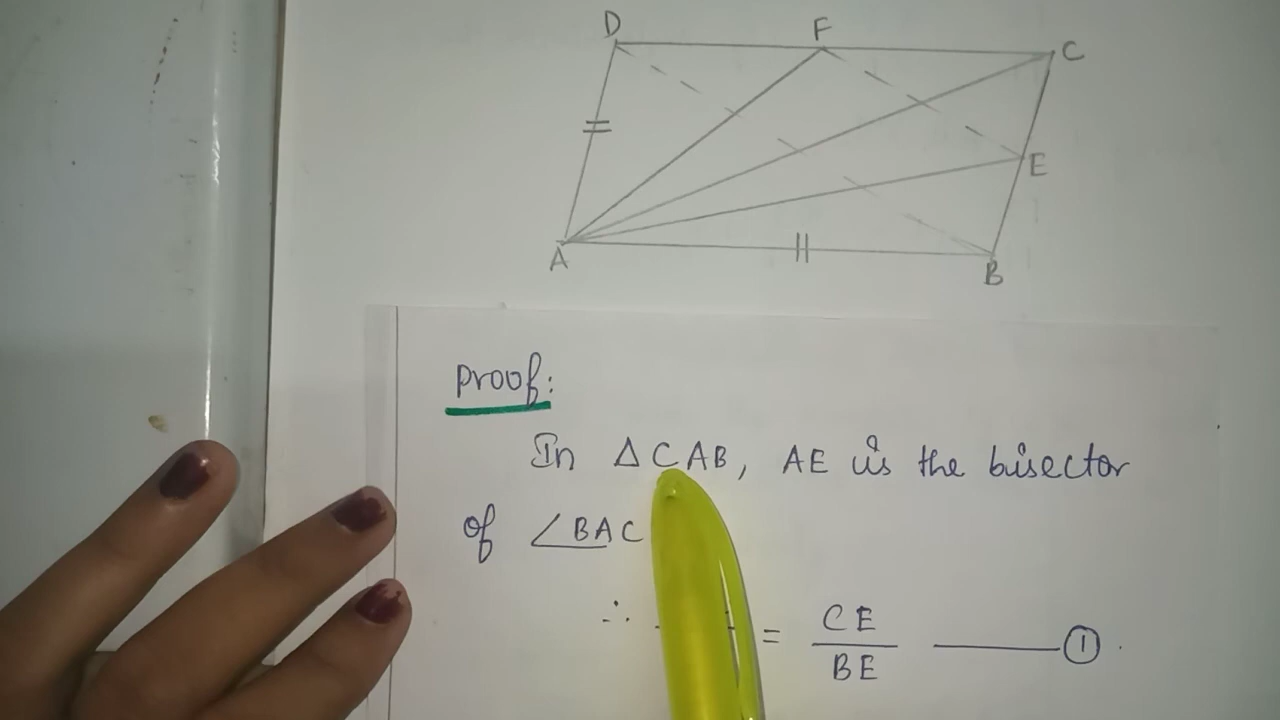 D F C
E
A B
Proof:
In △CAB, AE is the bisector
of ∠BAC
∴ = CE/BE ——— ①.